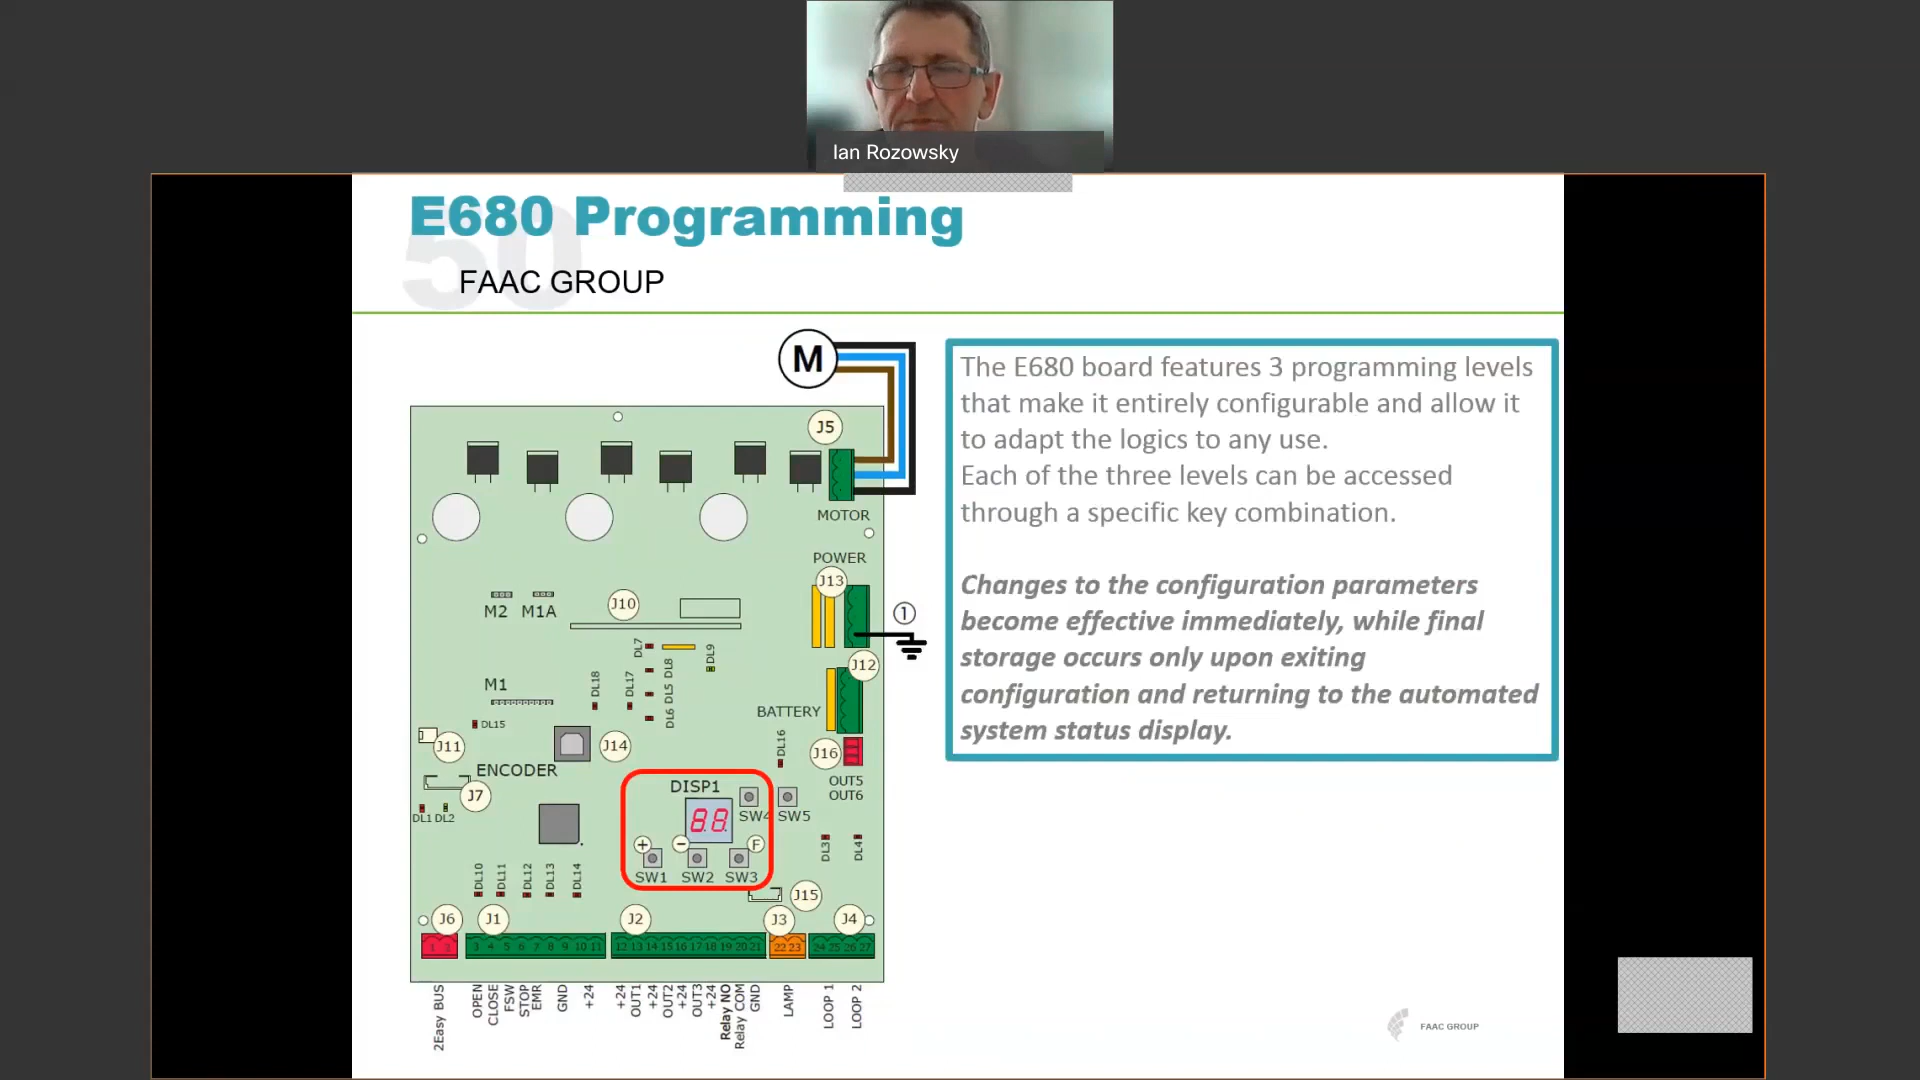 Ian Rozowsky
50
E680 Programming
FAAC GROUP
M
J5
MOTOR
POWER
J13
1
J12
BATTERY
J16
OUT5
OUT6
M2 M1A J10
DL7
DL8
DL9
DL18
DL17
DL5
DL6
M1
DL15
J11
J14
ENCODER
J7
DL1 DL2
DL16
DISP1
88
SW4 SW5
+ - F
SW1 SW2 SW3
DL3
DL4
DL10
DL11
DL12
DL13
DL14
J15
J6 J1 J2 J3 J4
1 2 3 4 5 6 7 8 9 10 11 12 13 14 15 16 17 18 19 20 21 22 23 24 25 26 27
2Easy BUS
OPEN
CLOSE
FSW
STOP
EMR
GND
+24
+24
OUT1
+24
OUT2
+24
OUT3
+24
Relay NO
Relay COM
GND
LAMP
LOOP 1
LOOP 2
The E680 board features 3 programming levels
that make it entirely configurable and allow it
to adapt the logics to any use.
Each of the three levels can be accessed
through a specific key combination.
Changes to the configuration parameters
become effective immediately, while final
storage occurs only upon exiting
configuration and returning to the automated
system status display.
FAAC GROUP